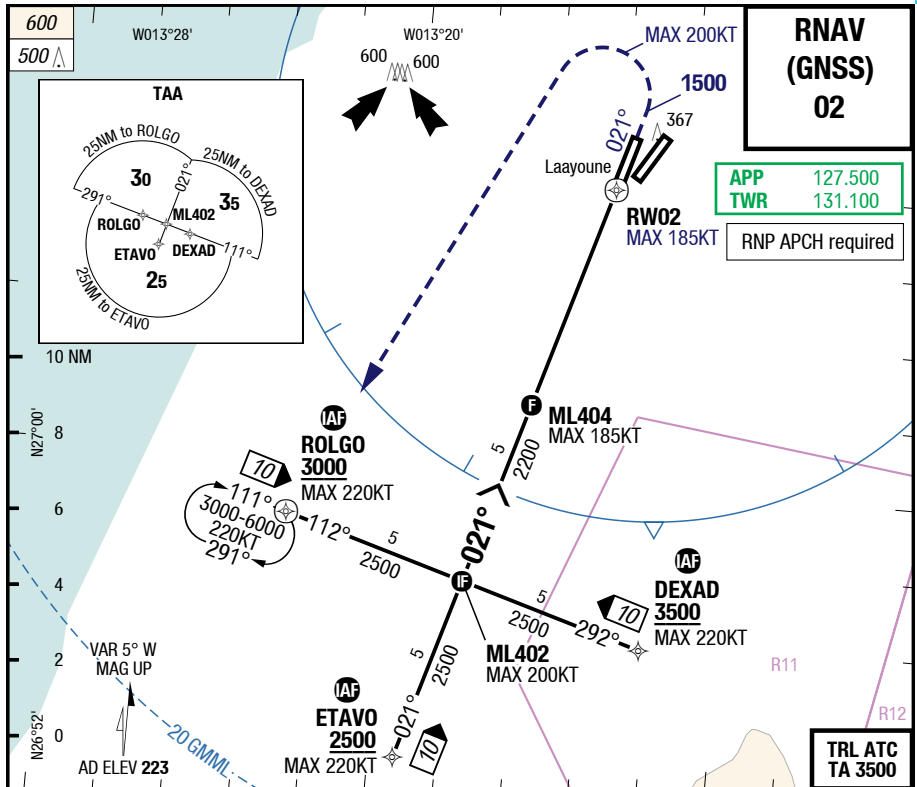 600
500
W013°28'
W013°20'
MAX 200KT
RNAV
(GNSS)
02
600 600
1500
TAA
25NM to ROLGO
25NM to DEXAD
30
021°
35
291°
ROLGO
ML402
ETAVO
DEXAD
111°
25
25NM to ETAVO
021°
367
Laayoune
RW02
MAX 185KT
APP 127.500
TWR 131.100
RNP APCH required
10 NM
N27°00'
8
6
4
2
N26°52'
0
IAF
ROLGO
3000
MAX 220KT
10
111°
3000-6000
220KT
291°
112°
5
2500
F
ML404
MAX 185KT
5
2200
021°
IF
ML402
MAX 200KT
5
2500
292°
IAF
DEXAD
3500
MAX 220KT
10
5
2500
021°
IAF
ETAVO
2500
MAX 220KT
10
R11
R12
VAR 5° W
MAG UP
AD ELEV 223
20 GMML
TRL ATC
TA 3500